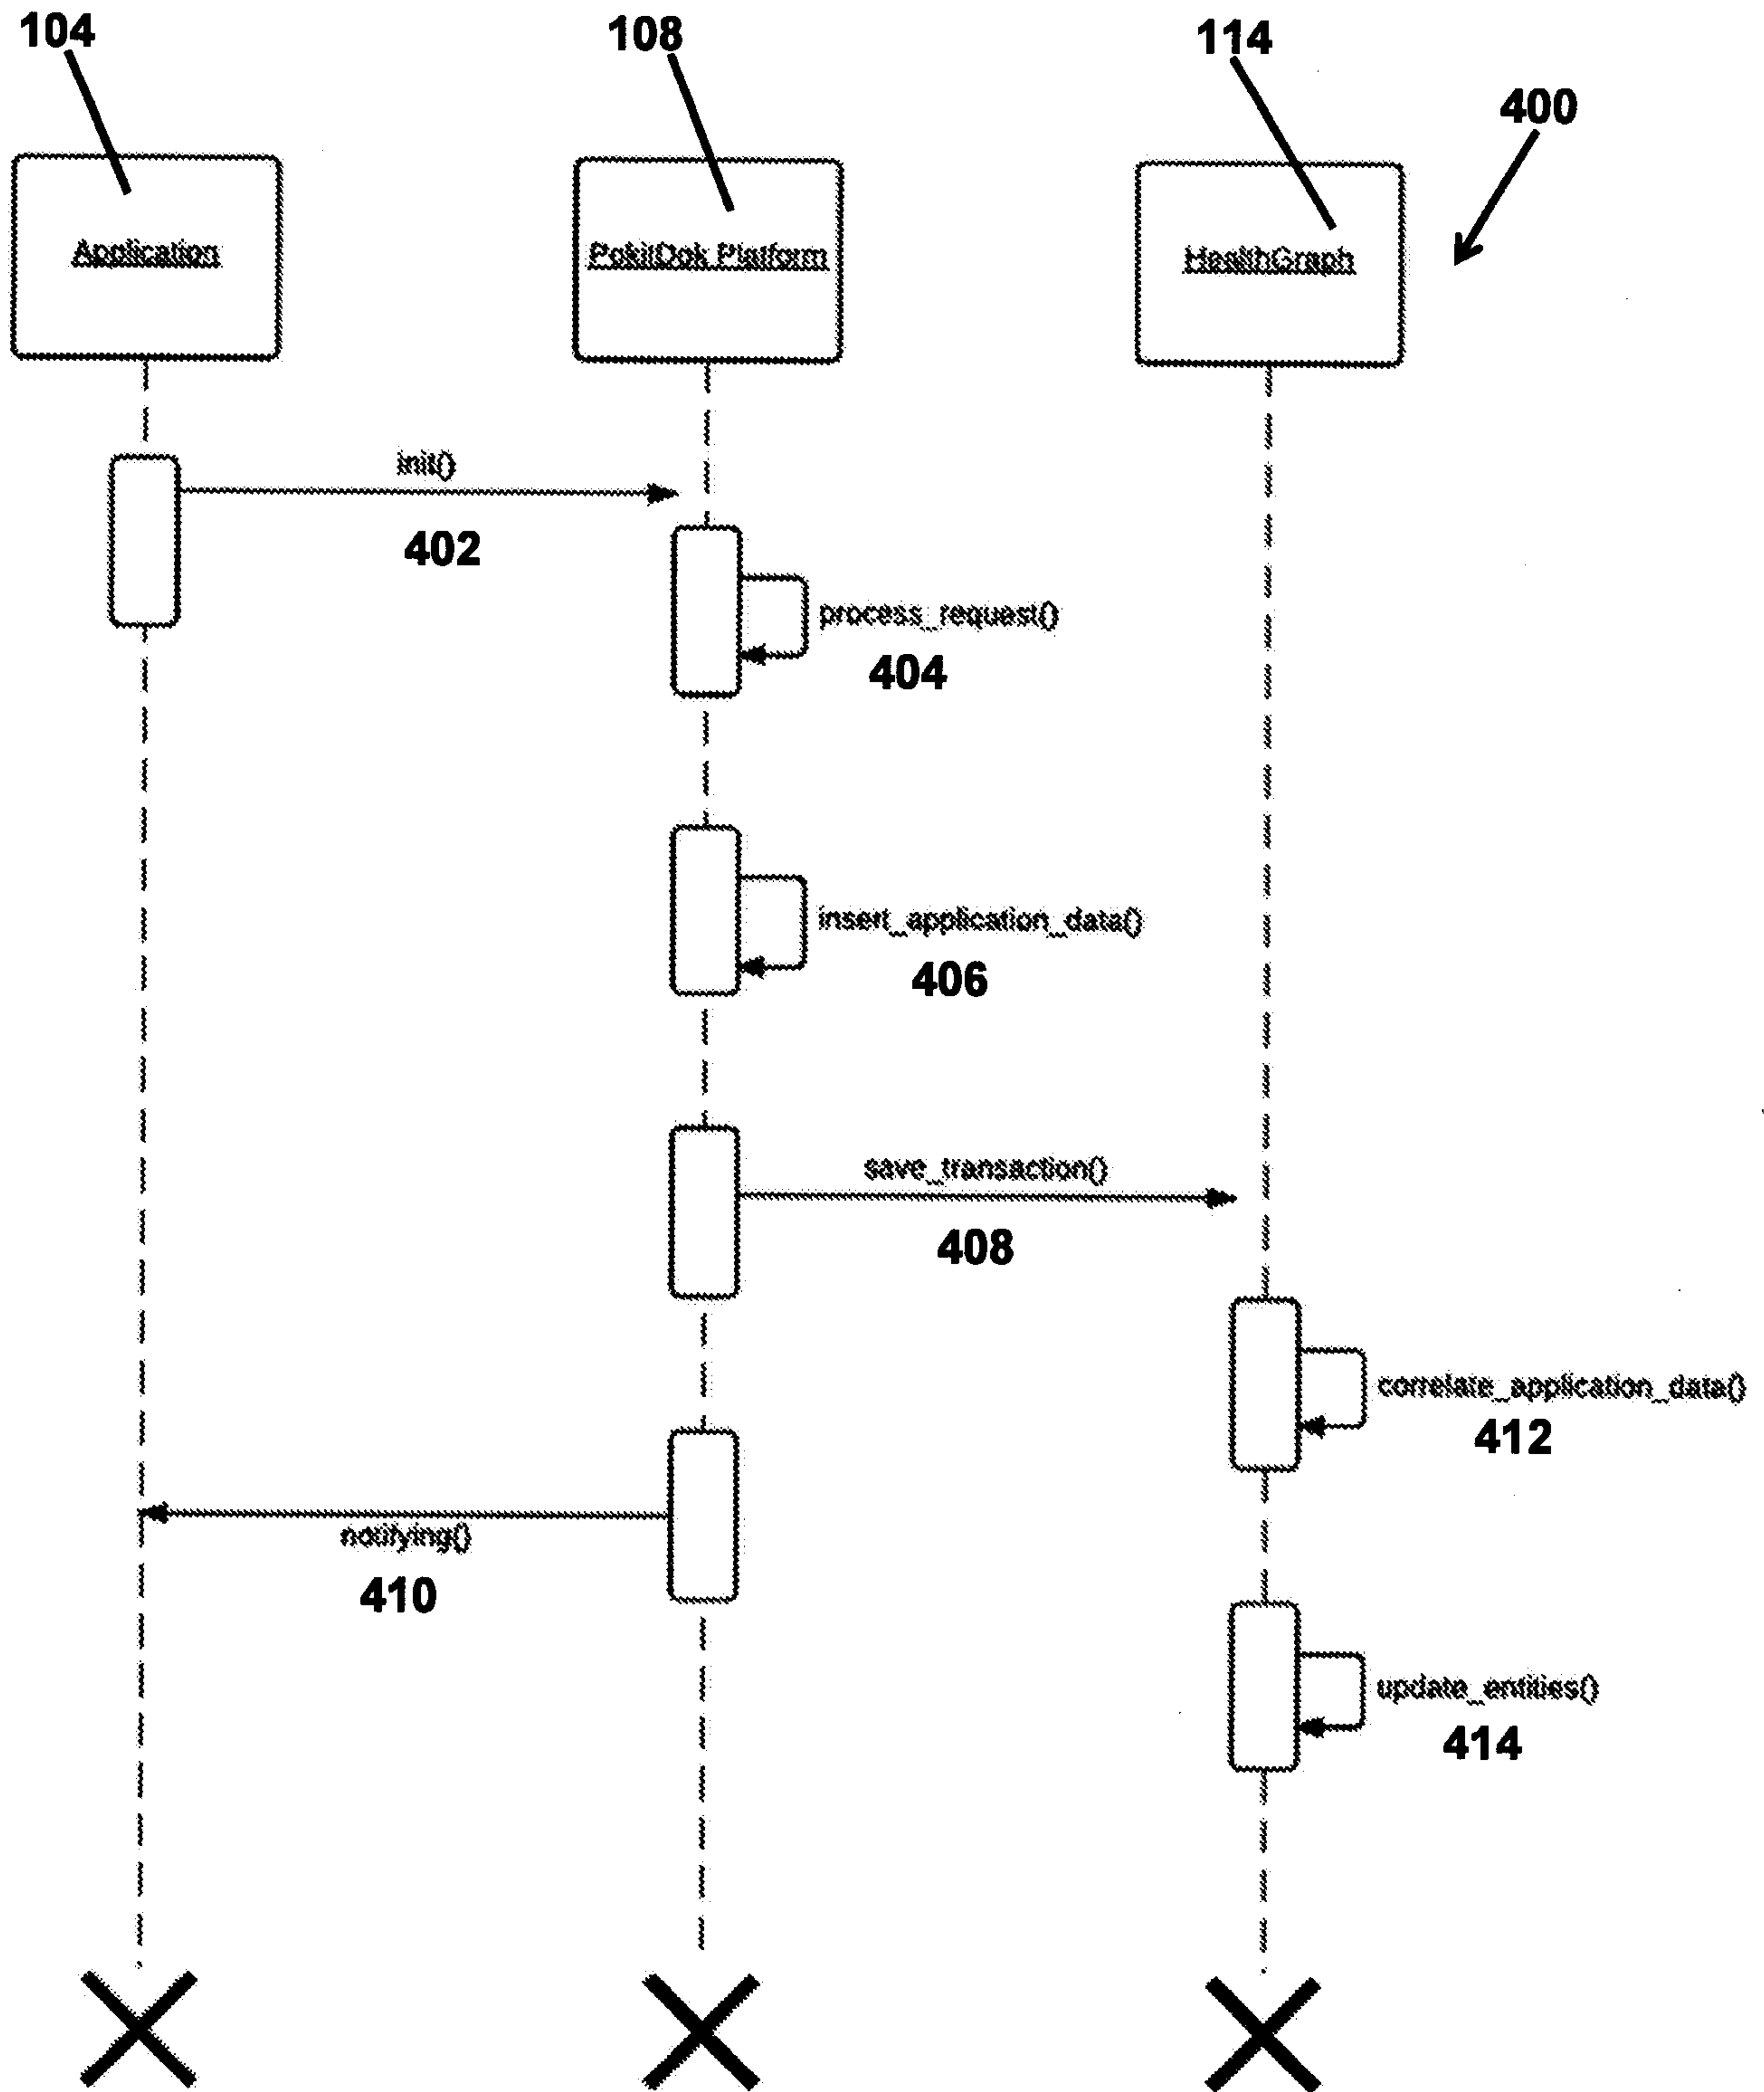 104
108
114
400
Application
PokitDok Platform
HealthGraph
init()
402
process_request()
404
insert_application_data()
406
save_transaction()
408
correlate_application_data()
412
notifying()
410
update_entities()
414